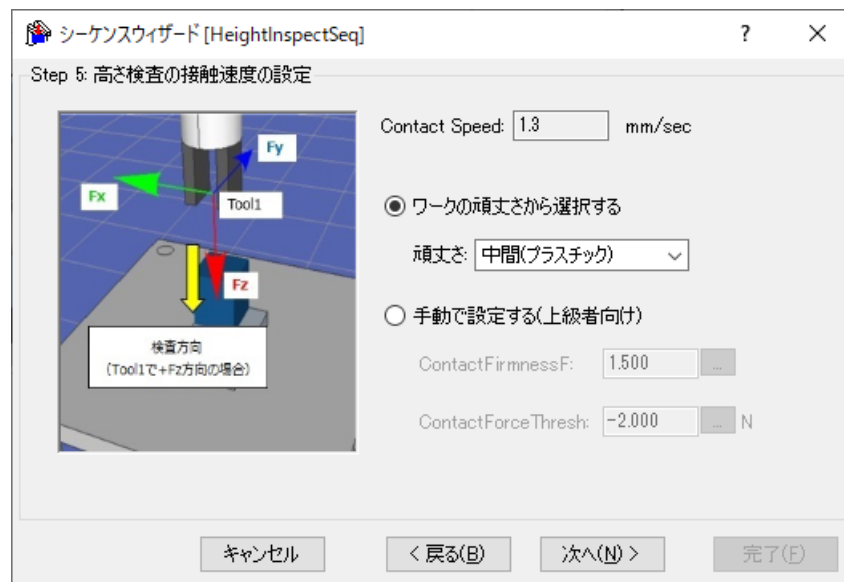 シーケンスウィザード [HeightInspectSeq]
Step 5: 高さ検査の接触速度の設定
Fy
Fx
Tool1
Fz
検査方向
(Tool1で+Fz方向の場合)
Contact Speed: 1.3 mm/sec
ワークの頑丈さから選択する
頑丈さ: 中間(プラスチック)
手動で設定する(上級者向け)
ContactFirmnessF: 1.500 ...
ContactForceThresh: -2.000 ... N
キャンセル < 戻る(B) 次へ(N) > 完了(F)